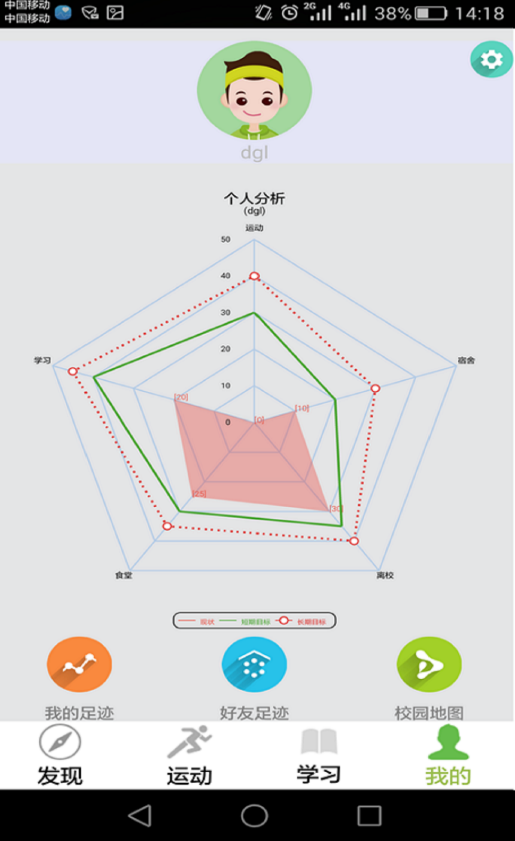 中国移动
中国移动
2G 4G 38% 14:18
dgl
个人分析
(dgl)
运动
50
40
30
20
10
0
学习
宿舍
[20]
[10]
[0]
[25]
[30]
食堂
离校
现状 短期目标 长期目标
我的足迹 好友足迹 校园地图
发现 运动 学习 我的